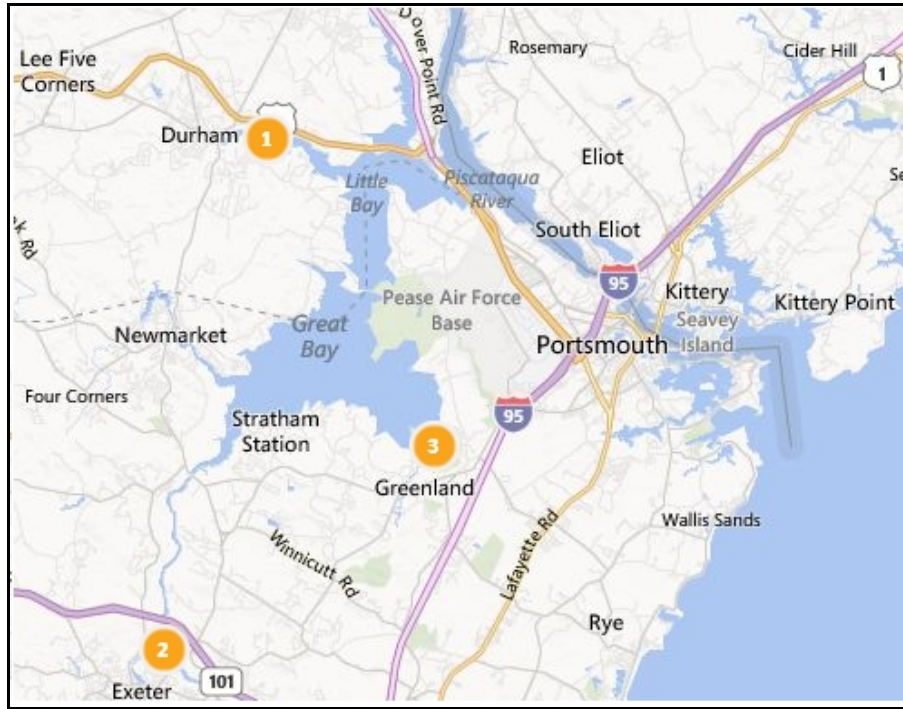 Dover Point Rd
Rosemary
Cider Hill
Lee Five
Corners
1
Durham
1
Eliot
Little
Bay
Piscataqua
River
South Eliot
95
Kittery
Kittery Point
Pease Air Force
Base
Seavey
Island
Great
Bay
Newmarket
Portsmouth
Four Corners
95
Stratham
Station
3
Greenland
Wallis Sands
Lafayette Rd
Winnicutt Rd
Rye
2
101
Exeter